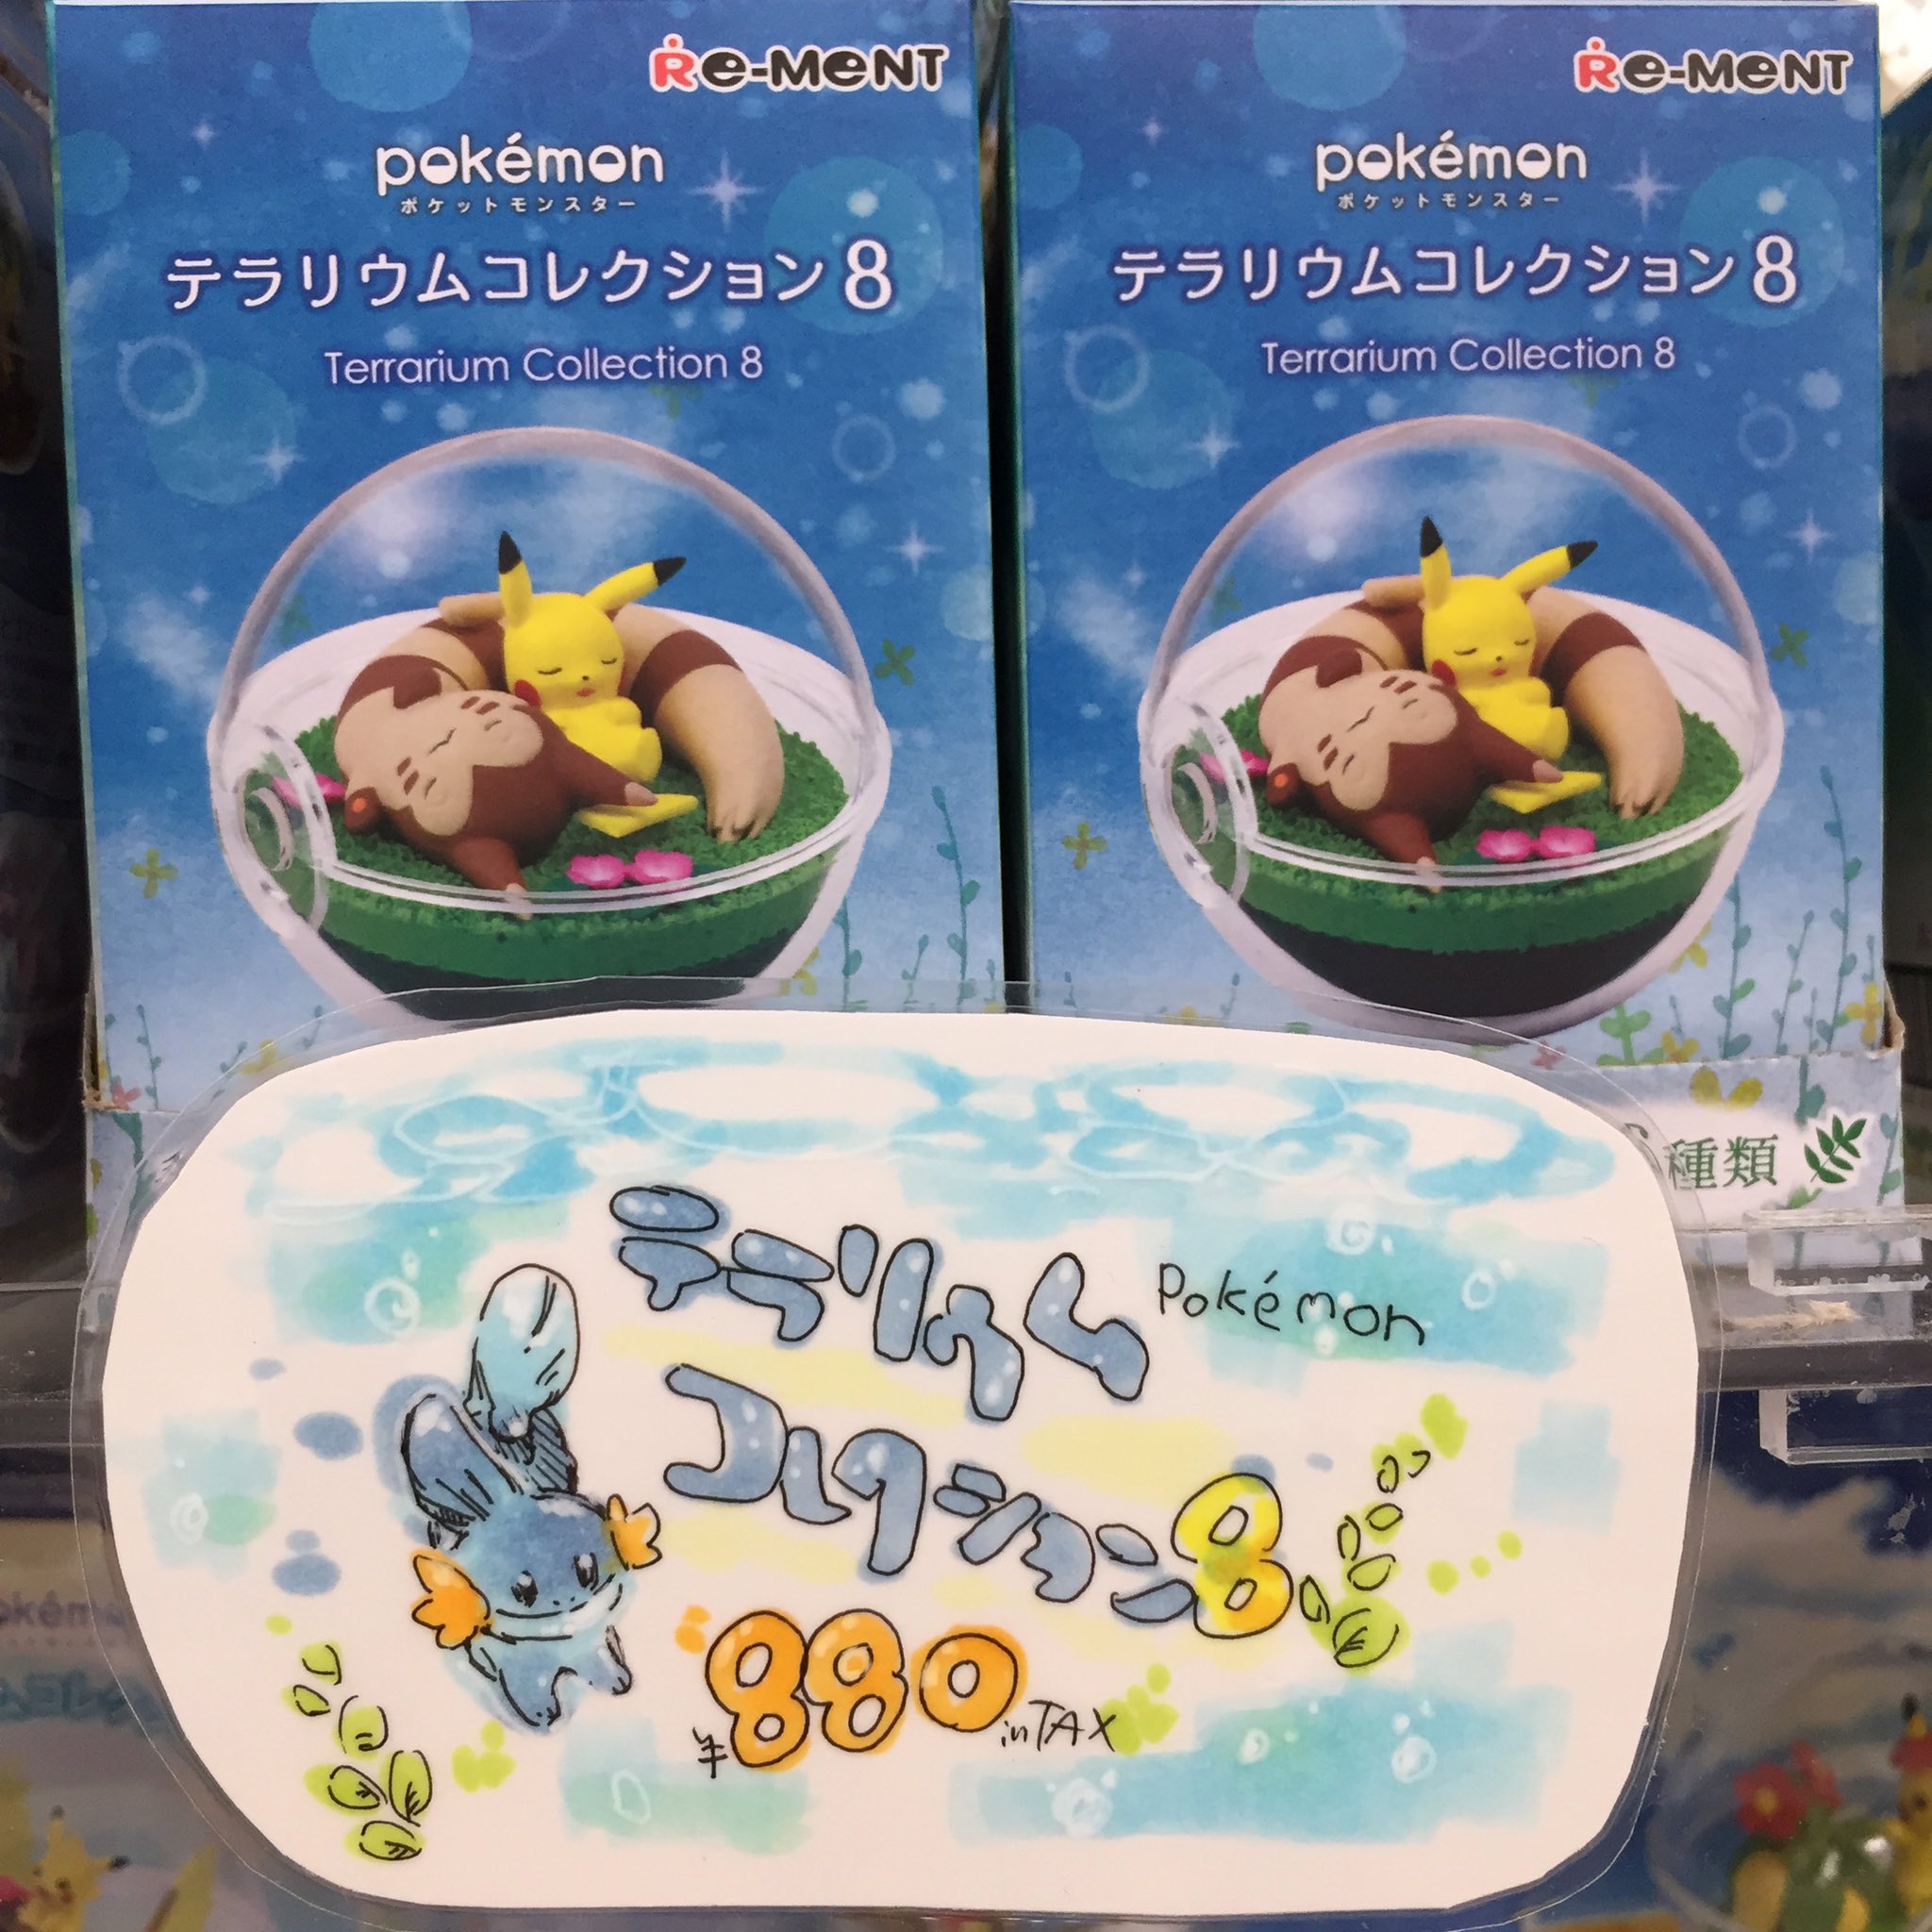 Re-MeNT
pokémon
ポケットモンスター
テラリウムコレクション8
Terrarium Collection 8
Re-MeNT
pokémon
ポケットモンスター
テラリウムコレクション8
Terrarium Collection 8
種類
テラリウム Pokémon
コレクション8
¥880 inTAX